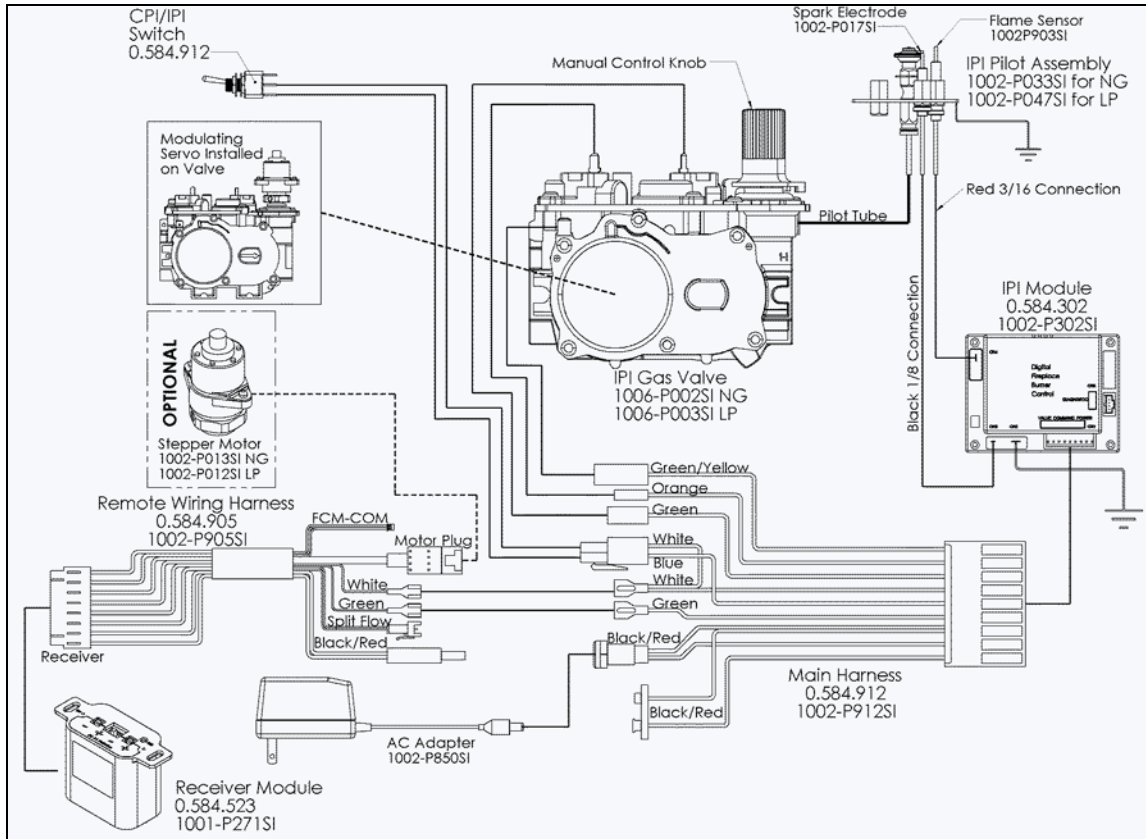 CPI/IPI
Switch
0.584.912
Spark Electrode
1002-P017SI
Flame Sensor
1002P903SI
IPI Pilot Assembly
1002-P033SI for NG
1002-P047SI for LP
Manual Control Knob
Modulating
Servo Installed
on Valve
Red 3/16 Connection
Pilot Tube
H
IPI Module
0.584.302
1002-P302SI
Black 1/8 Connection
Digital
Fireplace
Burner
Control
DIAGNOSTIC
VALVE COMMAND POWER
OPTIONAL
Stepper Motor
1002-P013SI NG
1002-P012SI LP
IPI Gas Valve
1006-P002SI NG
1006-P003SI LP
Green/Yellow
Orange
Green
White
Blue
White
Green
Black/Red
Black/Red
Remote Wiring Harness
0.584.905
1002-P905SI
FCM-COM
Motor Plug
White
Green
Split Flow
Black/Red
Receiver
Main Harness
0.584.912
1002-P912SI
AC Adapter
1002-P850SI
Receiver Module
0.584.523
1001-P271SI